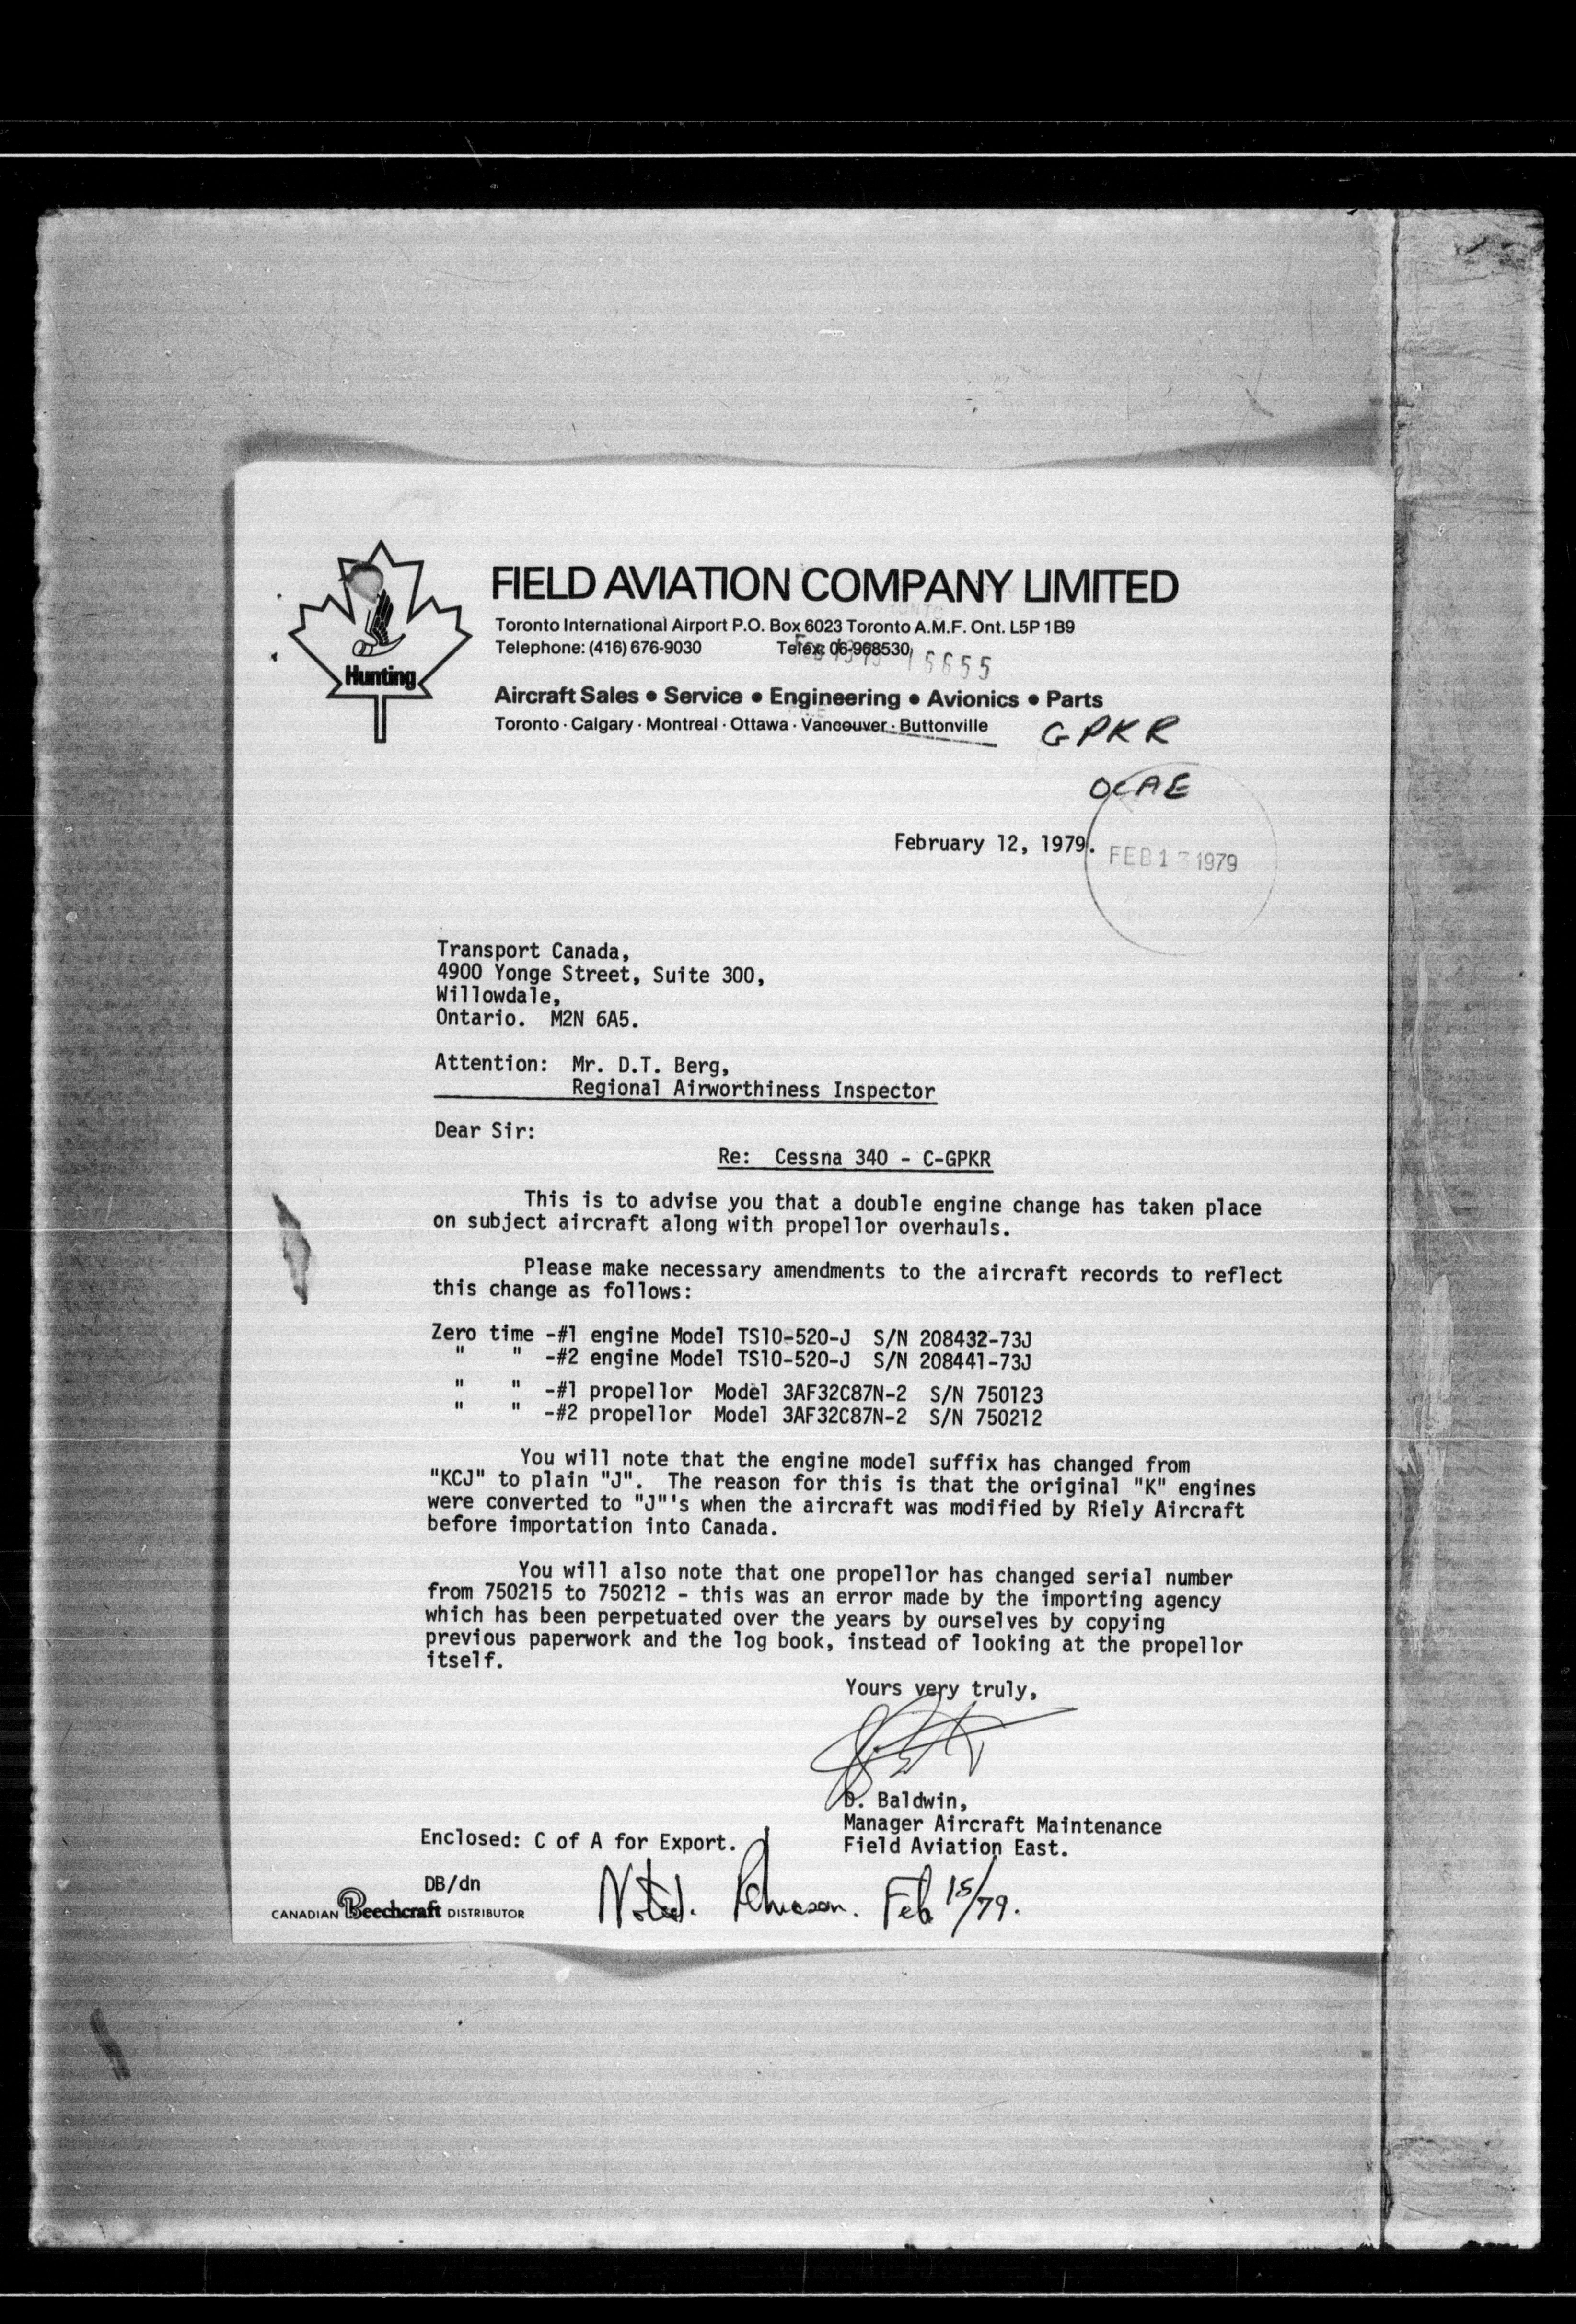 FIELD AVIATION COMPANY LIMITED
Toronto International Airport P.O. Box 6023 Toronto A.M.F. Ont. L5P 1B9
Telephone: (416) 676-9030 Telex: 06-968530
16655
Hunting
Aircraft Sales • Service • Engineering • Avionics • Parts
Toronto · Calgary · Montreal · Ottawa · Vancouver · Buttonville
GPKR
OCAE
February 12, 1979.
FEB 13 1979
Transport Canada,
4900 Yonge Street, Suite 300,
Willowdale,
Ontario. M2N 6A5.
Attention: Mr. D.T. Berg,
Regional Airworthiness Inspector
Dear Sir:
Re: Cessna 340 - C-GPKR
This is to advise you that a double engine change has taken place
on subject aircraft along with propellor overhauls.
Please make necessary amendments to the aircraft records to reflect
this change as follows:
Zero time -#1 engine Model TS10-520-J S/N 208432-73J
" " -#2 engine Model TS10-520-J S/N 208441-73J
" " -#1 propellor Model 3AF32C87N-2 S/N 750123
" " -#2 propellor Model 3AF32C87N-2 S/N 750212
You will note that the engine model suffix has changed from
"KCJ" to plain "J". The reason for this is that the original "K" engines
were converted to "J"'s when the aircraft was modified by Riely Aircraft
before importation into Canada.
You will also note that one propellor has changed serial number
from 750215 to 750212 - this was an error made by the importing agency
which has been perpetuated over the years by ourselves by copying
previous paperwork and the log book, instead of looking at the propellor
itself.
Yours very truly,
D. Baldwin,
Manager Aircraft Maintenance
Field Aviation East.
Enclosed: C of A for Export.
DB/dn
Noted. Feb 15/79.
CANADIAN Beechcraft DISTRIBUTOR